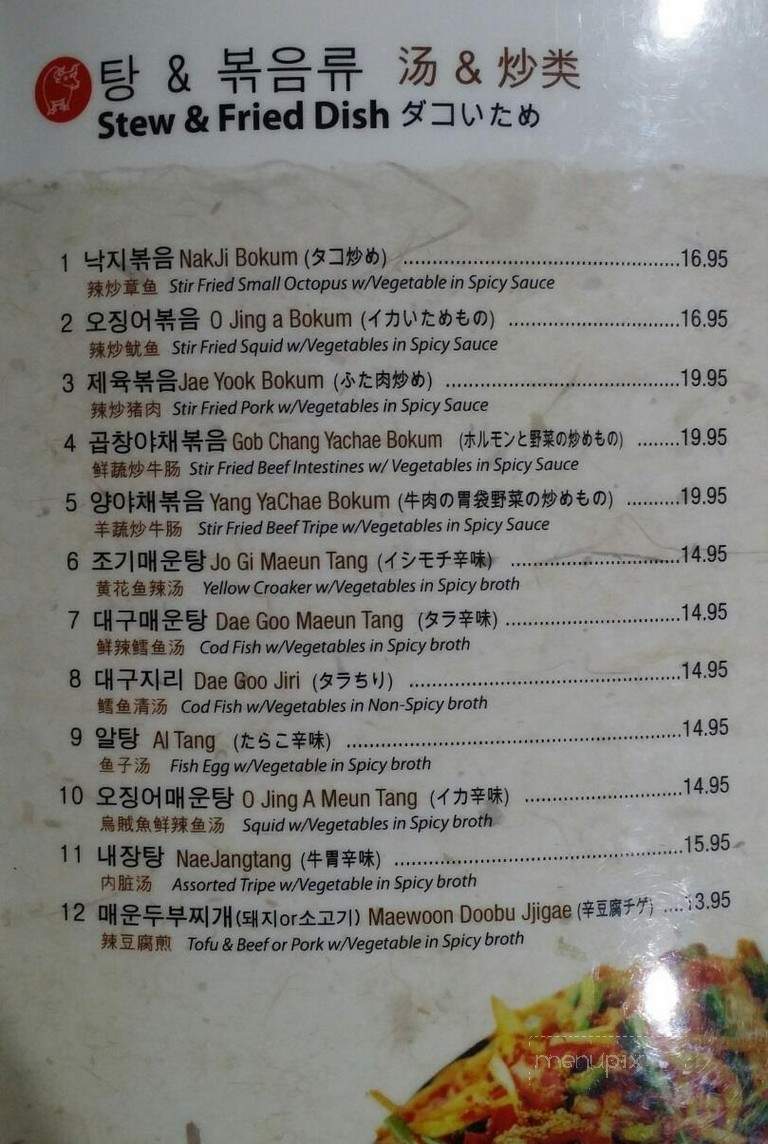 탕 & 볶음류 汤 & 炒类
Stew & Fried Dish ダコいため
1 낙지볶음 NakJi Bokum (タコ炒め) ........16.95
辣炒章鱼 Stir Fried Small Octopus w/Vegetable in Spicy Sauce
2 오징어볶음 O Jing a Bokum (イカいためもの) ........16.95
辣炒鱿鱼 Stir Fried Squid w/Vegetables in Spicy Sauce
3 제육볶음 Jae Yook Bokum (ふた肉炒め) ........19.95
辣炒猪肉 Stir Fried Pork w/Vegetables in Spicy Sauce
4 곱창야채볶음 Gob Chang Yachae Bokum (ホルモンと野菜の炒めもの) ........19.95
鲜蔬炒牛肠 Stir Fried Beef Intestines w/ Vegetables in Spicy Sauce
5 양야채볶음 Yang YaChae Bokum (牛肉の胃袋野菜の炒めもの) ........19.95
羊蔬炒牛肠 Stir Fried Beef Tripe w/Vegetables in Spicy Sauce
6 조기매운탕 Jo Gi Maeun Tang (イシモチ辛味) ........14.95
黄花鱼辣汤 Yellow Croaker w/Vegetables in Spicy broth
7 대구매운탕 Dae Goo Maeun Tang (タラ辛味) ........14.95
鲜辣鳕鱼汤 Cod Fish w/Vegetables in Spicy broth
8 대구지리 Dae Goo Jiri (タラちり) ........14.95
鳕鱼清汤 Cod Fish w/Vegetables in Non-Spicy broth
9 알탕 Al Tang (たらこ辛味) ........14.95
鱼子汤 Fish Egg w/Vegetable in Spicy broth
10 오징어매운탕 O Jing A Meun Tang (イカ辛味) ........14.95
烏賊魚鮮辣鱼汤 Squid w/Vegetables in Spicy broth
11 내장탕 NaeJangtang (牛胃辛味) ........15.95
内脏汤 Assorted Tripe w/Vegetable in Spicy broth
12 매운두부찌개(돼지or소고기) Maewoon Doobu Jjigae (辛豆腐チゲ) ....13.95
辣豆腐煎 Tofu & Beef or Pork w/Vegetable in Spicy broth
menupix